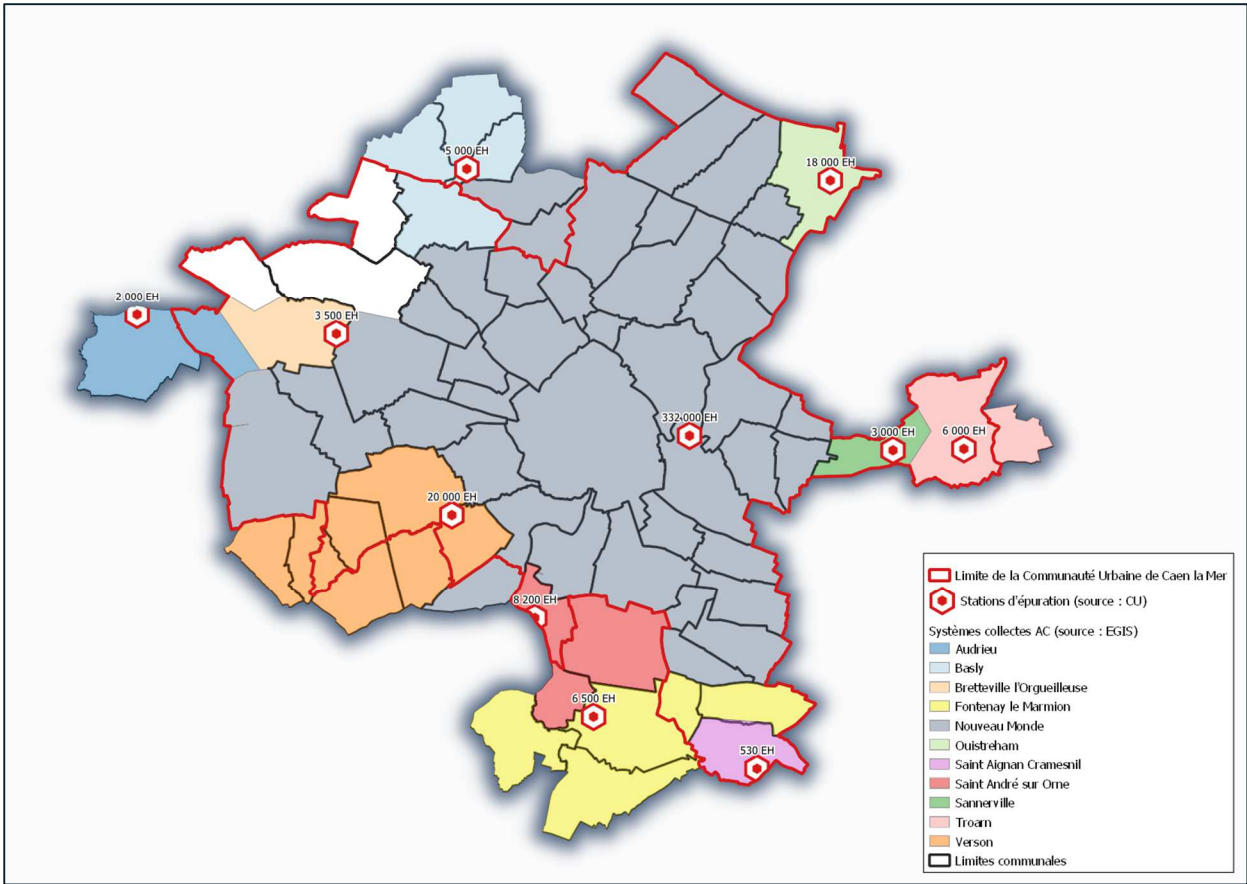 5 000 EH
18 000 EH
2 000 EH
3 500 EH
332 000 EH
3 000 EH
6 000 EH
20 000 EH
8 200 EH
6 500 EH
530 EH
Limite de la Communauté Urbaine de Caen la Mer
Stations d'épuration (source : CU)
Systèmes collectes AC (source : EGIS)
Audrieu
Basly
Bretteville l'Orgueilleuse
Fontenay le Marmion
Nouveau Monde
Ouistreham
Saint Aignan Cramesnil
Saint André sur Orne
Sannerville
Troarn
Verson
Limites communales